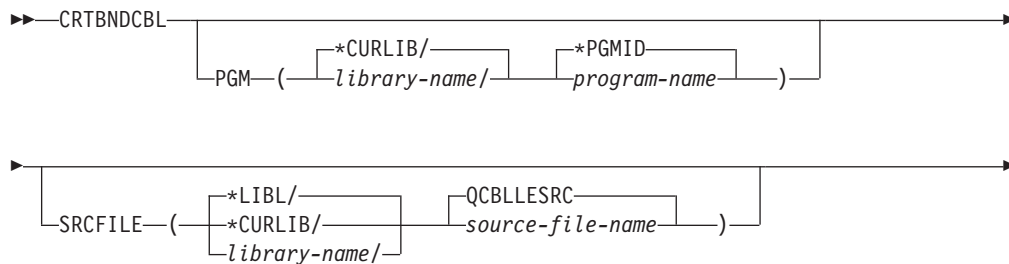 CRTBNDCBL
*CURLIB/ *PGMID
PGM ( library-name/ program-name )
*LIBL/ QCBLLESRC
SRCFILE ( *CURLIB/ source-file-name )
library-name/